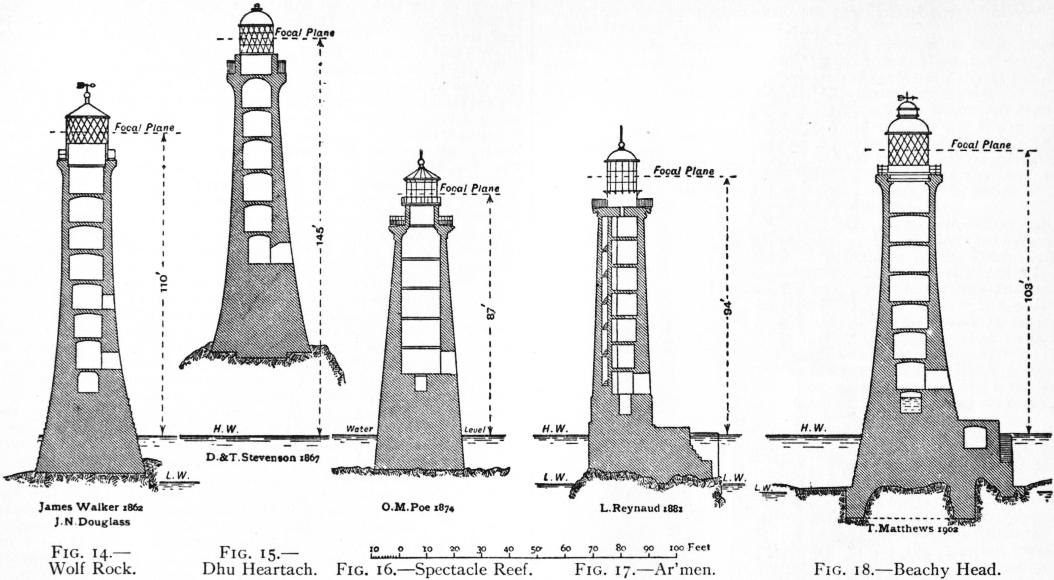 Focal Plane
110′
H.W.
L.W.
James Walker 1862
J.N. Douglass
FIG. 14.—
Wolf Rock.
Focal Plane
145′
H.W.
D.&T. Stevenson 1867
FIG. 15.—
Dhu Heartach.
Focal Plane
87′
Water Level
O.M. Poe 1874
FIG. 16.—Spectacle Reef.
Focal Plane
94′
H.W.
L.W. L.W.
L. Reynaud 1881
FIG. 17.—Ar'men.
Focal Plane
103′
H.W.
L.W.
T. Matthews 1902
FIG. 18.—Beachy Head.
10 0 10 20 30 40 50 60 70 80 90 100 Feet